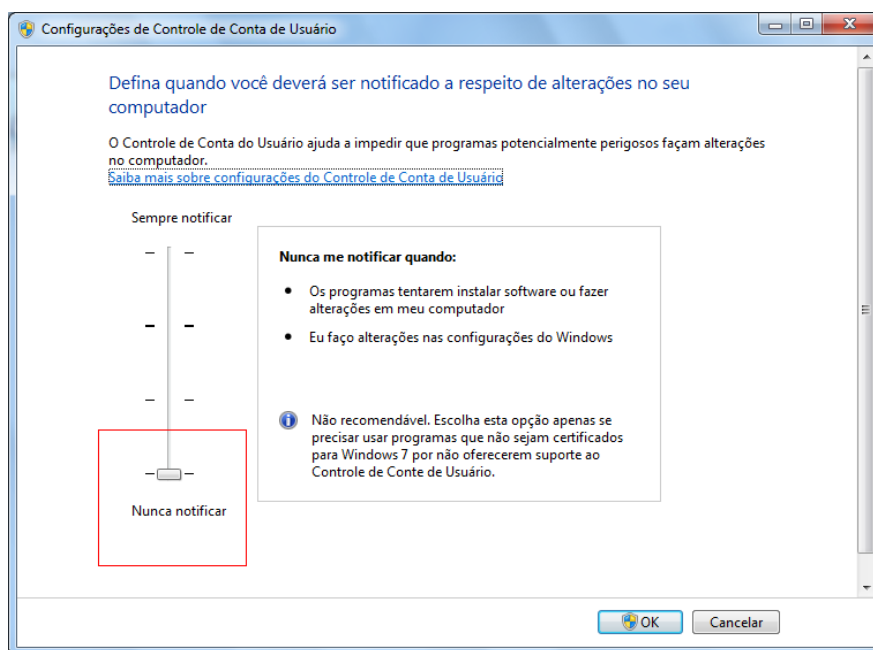 Configurações de Controle de Conta de Usuário
Defina quando você deverá ser notificado a respeito de alterações no seu
computador
O Controle de Conta do Usuário ajuda a impedir que programas potencialmente perigosos façam alterações
no computador.
Saiba mais sobre configurações do Controle de Conta de Usuário
Sempre notificar
Nunca me notificar quando:
Os programas tentarem instalar software ou fazer
alterações em meu computador
Eu faço alterações nas configurações do Windows
Não recomendável. Escolha esta opção apenas se
precisar usar programas que não sejam certificados
para Windows 7 por não oferecerem suporte ao
Controle de Conte de Usuário.
Nunca notificar
OK
Cancelar